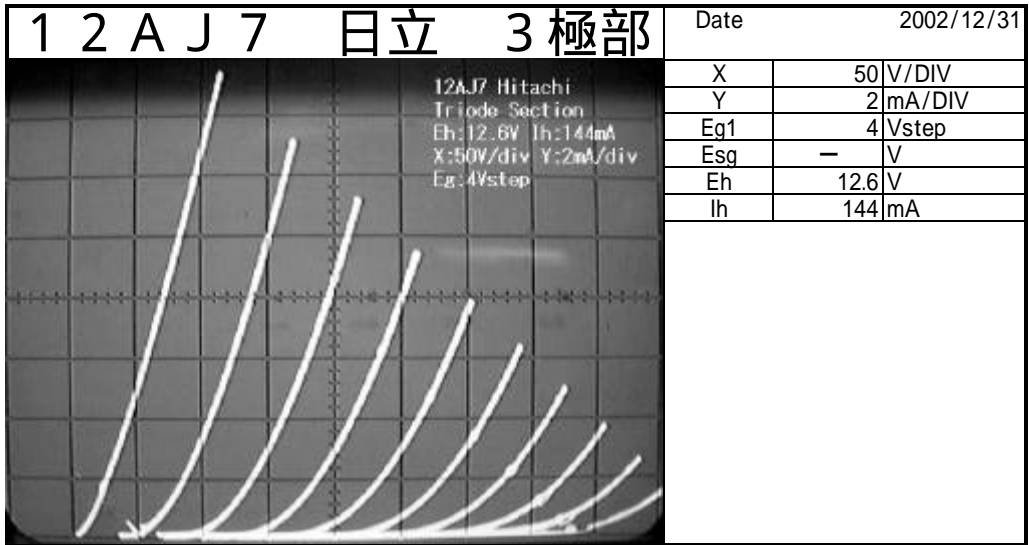 １２ＡＪ７　日立　３極部
Date 2002/12/31
12AJ7 Hitachi
Triode Section
Eh:12.6V Ih:144mA
X:50V/div Y:2mA/div
Eg:4Vstep
X 50 V/DIV
Y 2 mA/DIV
Eg1 4 Vstep
Esg － V
Eh 12.6 V
Ih 144 mA